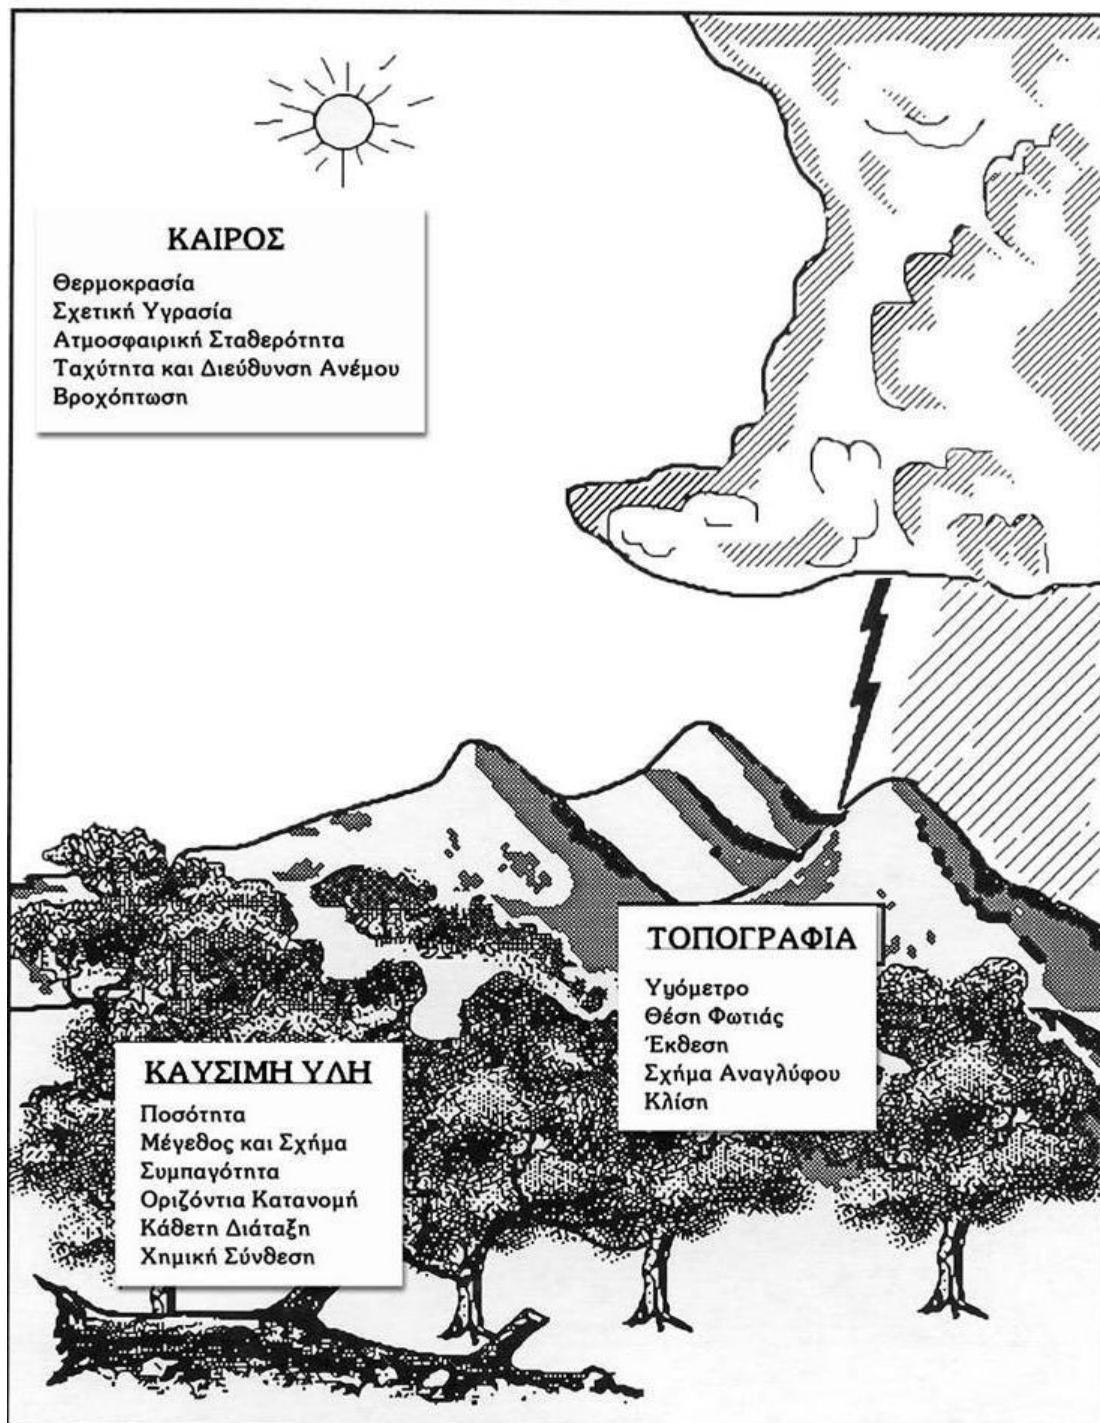 ΚΑΙΡΟΣ
Θερμοκρασία
Σχετική Υγρασία
Ατμοσφαιρική Σταθερότητα
Ταχύτητα και Διεύθυνση Ανέμου
Βροχόπτωση
ΤΟΠΟΓΡΑΦΙΑ
Υψόμετρο
Θέση Φωτιάς
Έκθεση
Σχήμα Αναγλύφου
Κλίση
ΚΑΥΣΙΜΗ ΥΛΗ
Ποσότητα
Μέγεθος και Σχήμα
Συμπαγότητα
Οριζόντια Κατανομή
Κάθετη Διάταξη
Χημική Σύνθεση